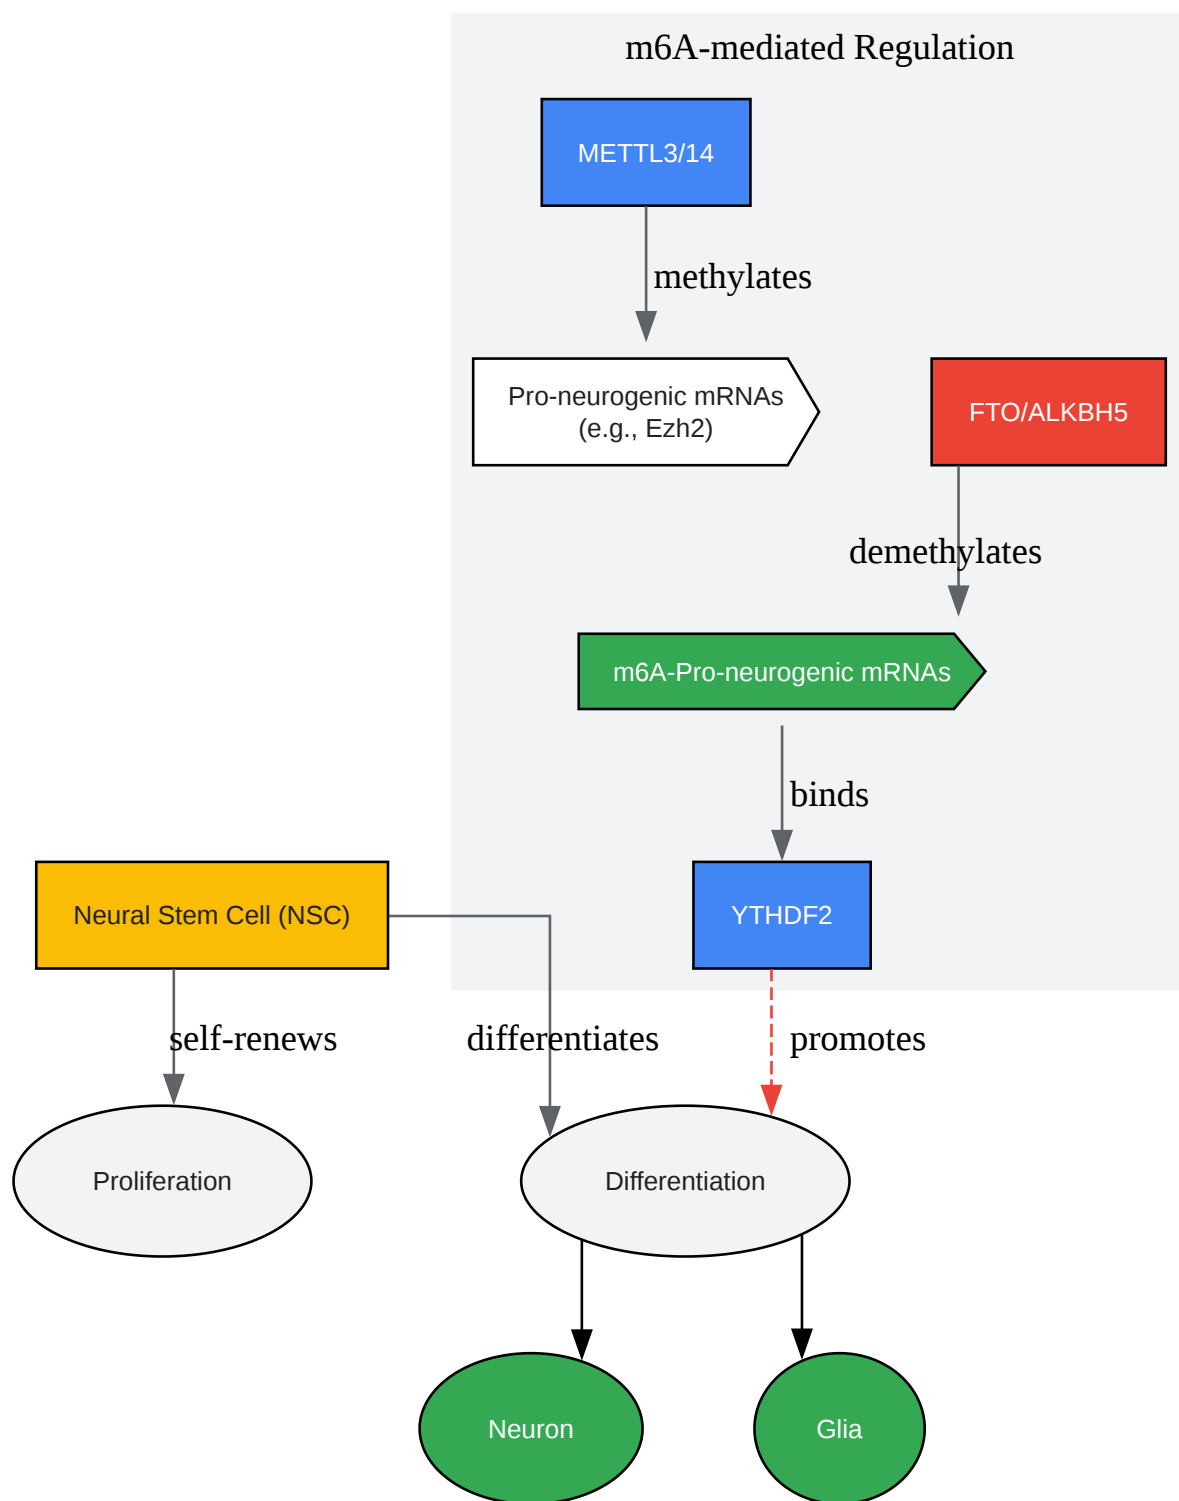 m6A-mediated Regulation
METTL3/14
methylates
Pro-neurogenic mRNAs
(e.g., Ezh2)
FTO/ALKBH5
demethylates
m6A-Pro-neurogenic mRNAs
binds
Neural Stem Cell (NSC)
YTHDF2
self-renews
differentiates
promotes
Proliferation
Differentiation
Neuron
Glia